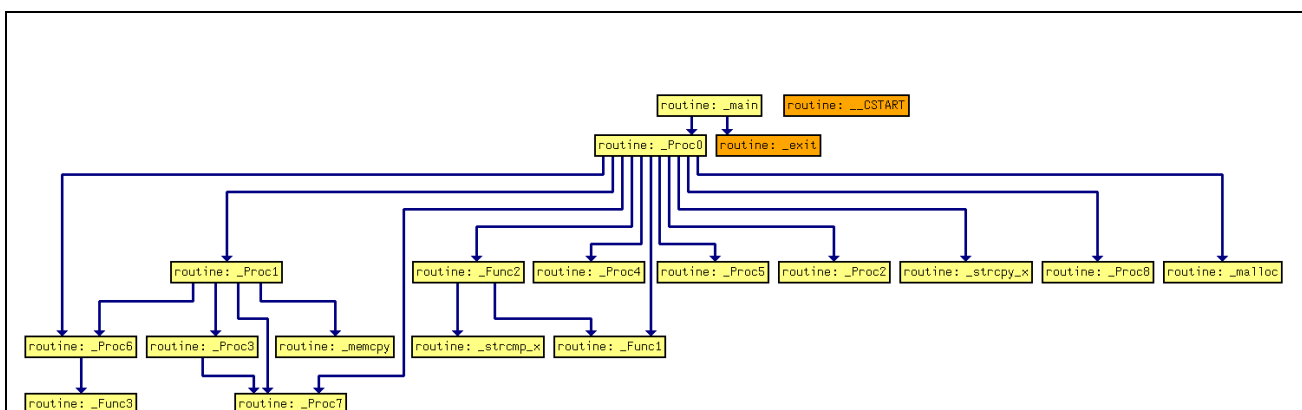 routine: _main
routine: __CSTART
routine: _Proc0
routine: _exit
routine: _Proc1
routine: _Func2
routine: _Proc4
routine: _Proc5
routine: _Proc2
routine: _strcpy_x
routine: _Proc8
routine: _malloc
routine: _Proc6
routine: _Proc3
routine: _memcpy
routine: _strcmp_x
routine: _Func1
routine: _Func3
routine: _Proc7